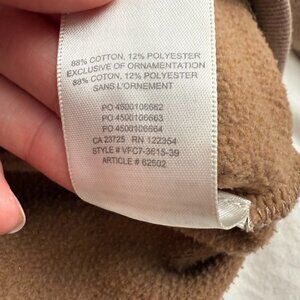 88% COTTON, 12% POLYESTER
EXCLUSIVE OF ORNAMENTATION
88% COTON, 12% POLYESTER
SANS L'ORNEMENT
PO 4500106662
PO 4500106663
PO 4500106664
CA 23725 RN 122354
STYLE # VFC7-3615-39
ARTICLE # 62502